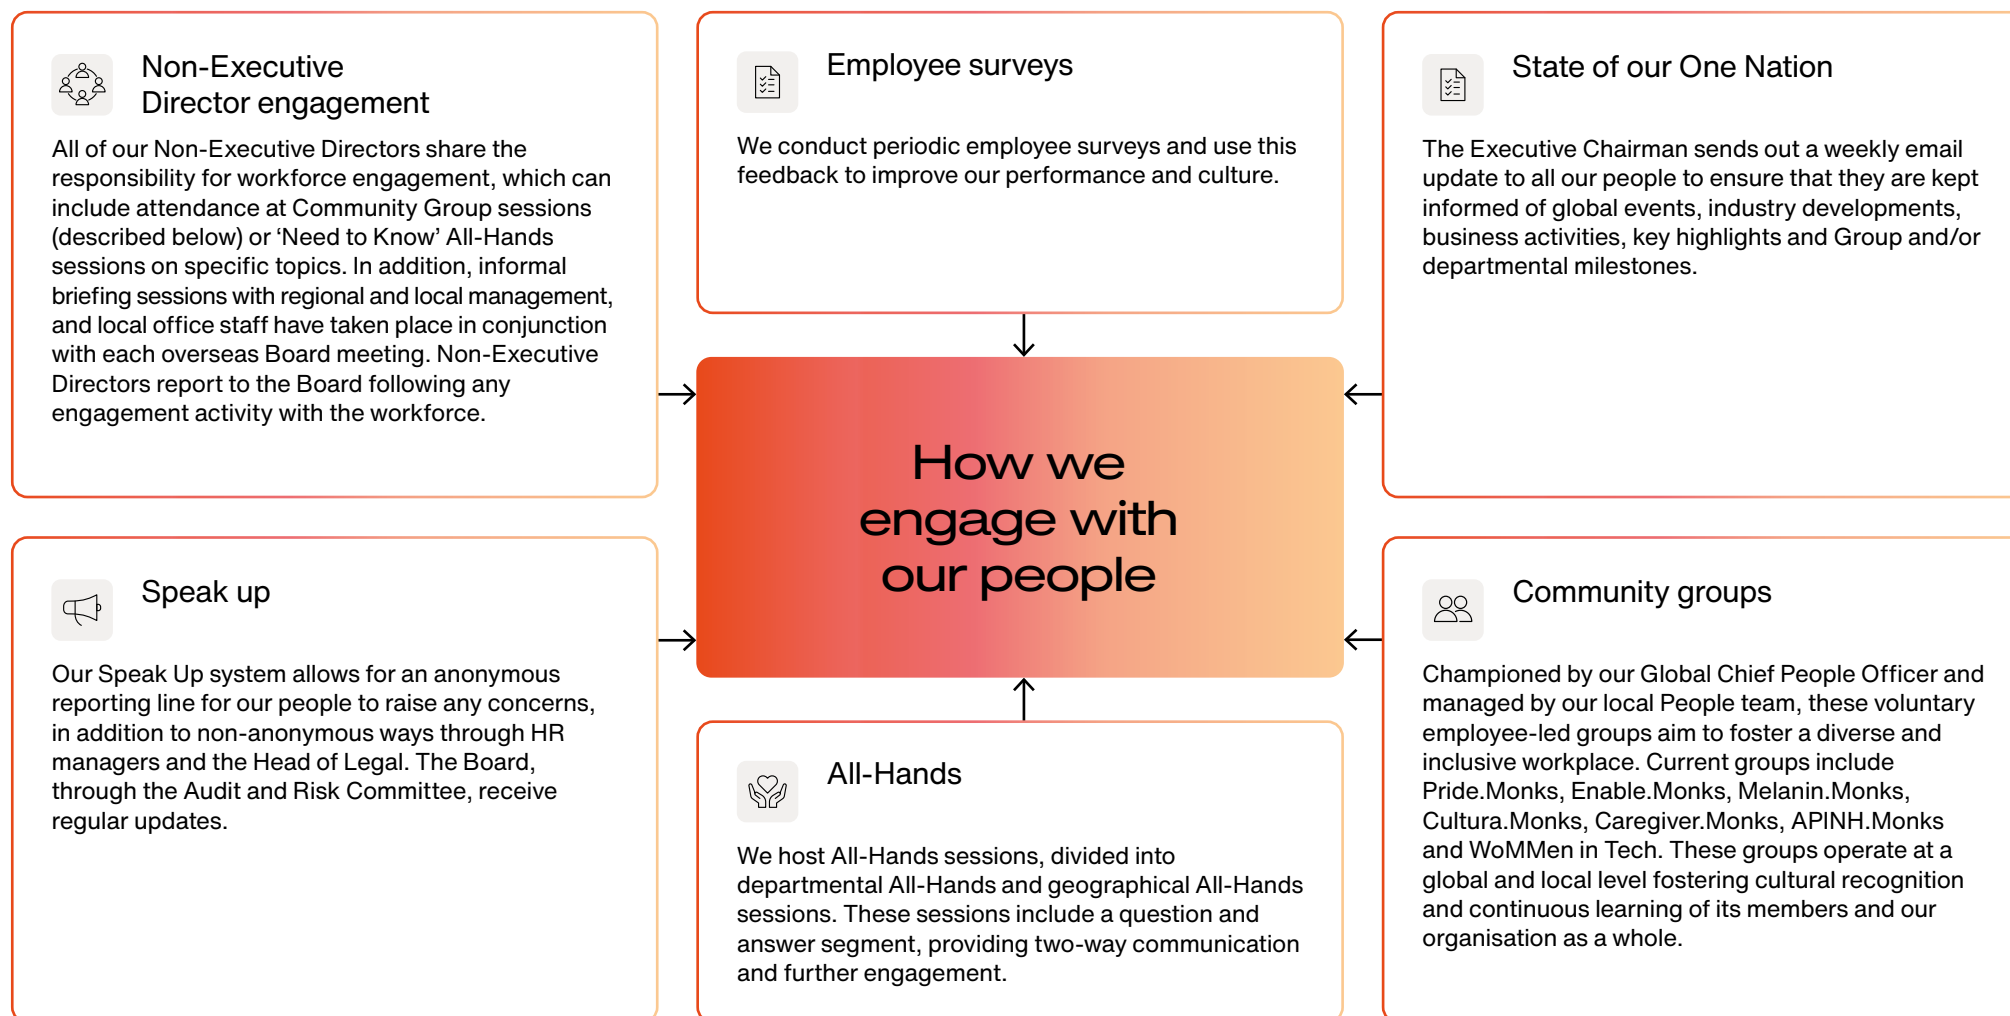 Non-Executive
Director engagement
All of our Non-Executive Directors share the
responsibility for workforce engagement, which can
include attendance at Community Group sessions
(described below) or ‘Need to Know’ All-Hands
sessions on specific topics. In addition, informal
briefing sessions with regional and local management,
and local office staff have taken place in conjunction
with each overseas Board meeting. Non-Executive
Directors report to the Board following any
engagement activity with the workforce.
Employee surveys
We conduct periodic employee surveys and use this
feedback to improve our performance and culture.
State of our One Nation
The Executive Chairman sends out a weekly email
update to all our people to ensure that they are kept
informed of global events, industry developments,
business activities, key highlights and Group and/or
departmental milestones.
How we
engage with
our people
Speak up
Our Speak Up system allows for an anonymous
reporting line for our people to raise any concerns,
in addition to non-anonymous ways through HR
managers and the Head of Legal. The Board,
through the Audit and Risk Committee, receive
regular updates.
All-Hands
We host All-Hands sessions, divided into
departmental All-Hands and geographical All-Hands
sessions. These sessions include a question and
answer segment, providing two-way communication
and further engagement.
Community groups
Championed by our Global Chief People Officer and
managed by our local People team, these voluntary
employee-led groups aim to foster a diverse and
inclusive workplace. Current groups include
Pride.Monks, Enable.Monks, Melanin.Monks,
Cultura.Monks, Caregiver.Monks, APINH.Monks
and WoMMen in Tech. These groups operate at a
global and local level fostering cultural recognition
and continuous learning of its members and our
organisation as a whole.